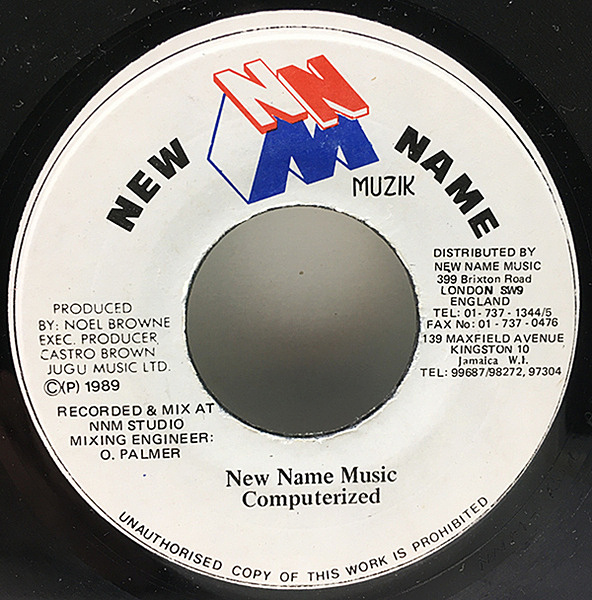 NEW NAME
NNM
MUZIK
DISTRIBUTED BY
NEW NAME MUSIC
399 Brixton Road
LONDON SW9
ENGLAND
TEL: 01-737-1344/5
FAX No: 01-737-0476
139 MAXFIELD AVENUE
KINGSTON 10
Jamaica W.I.
TEL: 99687/98272, 97304
PRODUCED
BY: NOEL BROWNE
EXEC. PRODUCER
CASTRO BROWN
JUGU MUSIC LTD.
©(P) 1989
RECORDED & MIX AT
NNM STUDIO
MIXING ENGINEER:
O. PALMER
New Name Music
Computerized
UNAUTHORISED COPY OF THIS WORK IS PROHIBITED